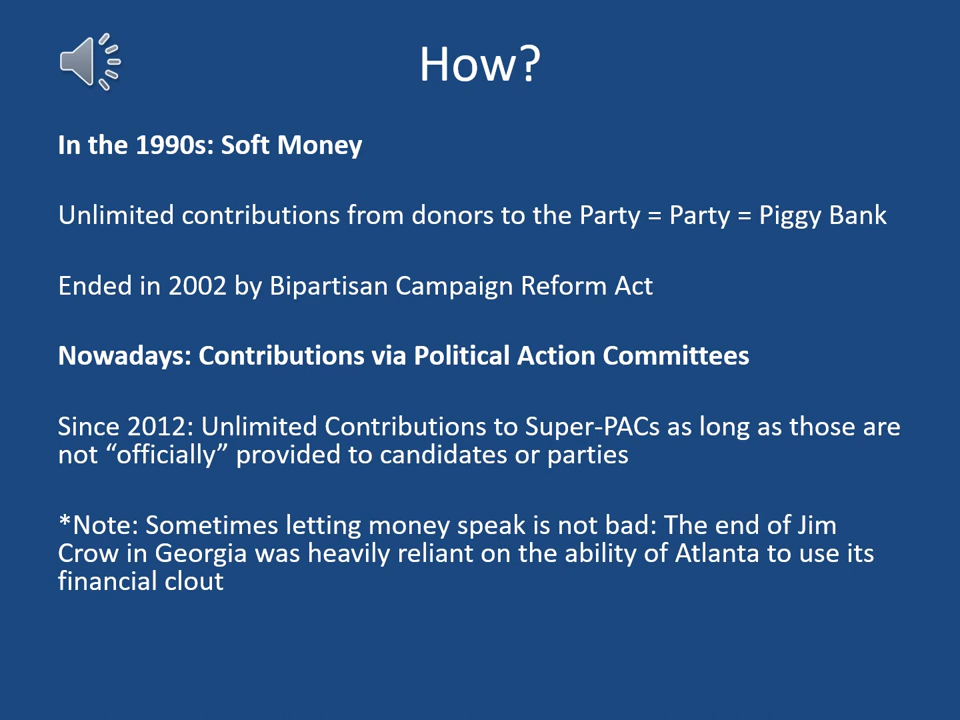 How?
In the 1990s: Soft Money
Unlimited contributions from donors to the Party = Party = Piggy Bank
Ended in 2002 by Bipartisan Campaign Reform Act
Nowadays: Contributions via Political Action Committees
Since 2012: Unlimited Contributions to Super-PACs as long as those are
not “officially” provided to candidates or parties
*Note: Sometimes letting money speak is not bad: The end of Jim
Crow in Georgia was heavily reliant on the ability of Atlanta to use its
financial clout